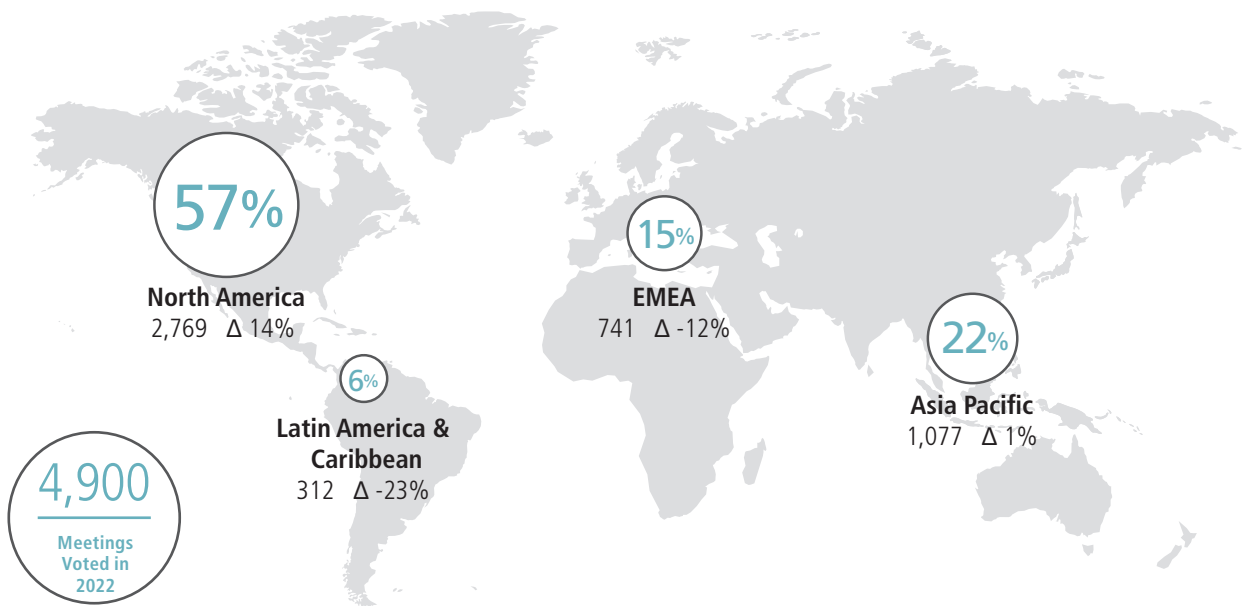 57%
North America
2,769 Δ 14%
15%
EMEA
741 Δ -12%
22%
Asia Pacific
1,077 Δ 1%
6%
Latin America &
Caribbean
312 Δ -23%
4,900
Meetings
Voted in
2022